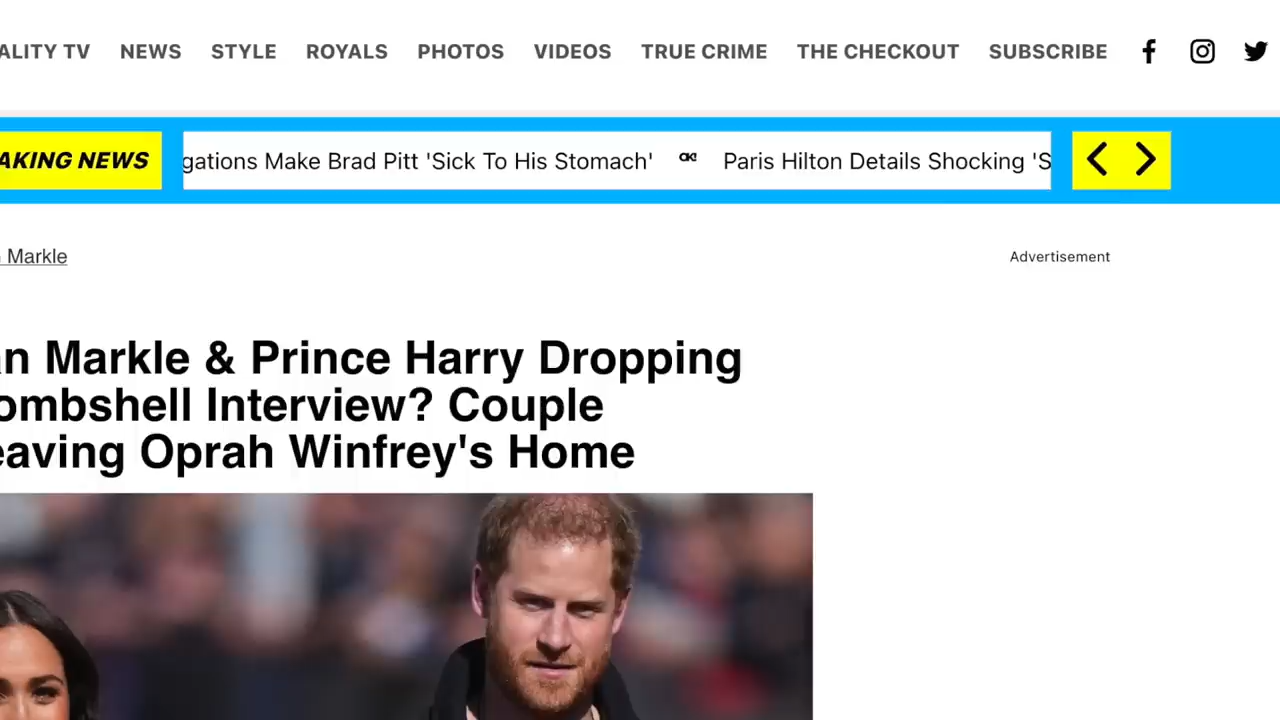 ALITY TV NEWS STYLE ROYALS PHOTOS VIDEOS TRUE CRIME THE CHECKOUT SUBSCRIBE
AKING NEWS gations Make Brad Pitt 'Sick To His Stomach' OK! Paris Hilton Details Shocking 'S
Markle
Advertisement
an Markle & Prince Harry Dropping
ombshell Interview? Couple
eaving Oprah Winfrey's Home